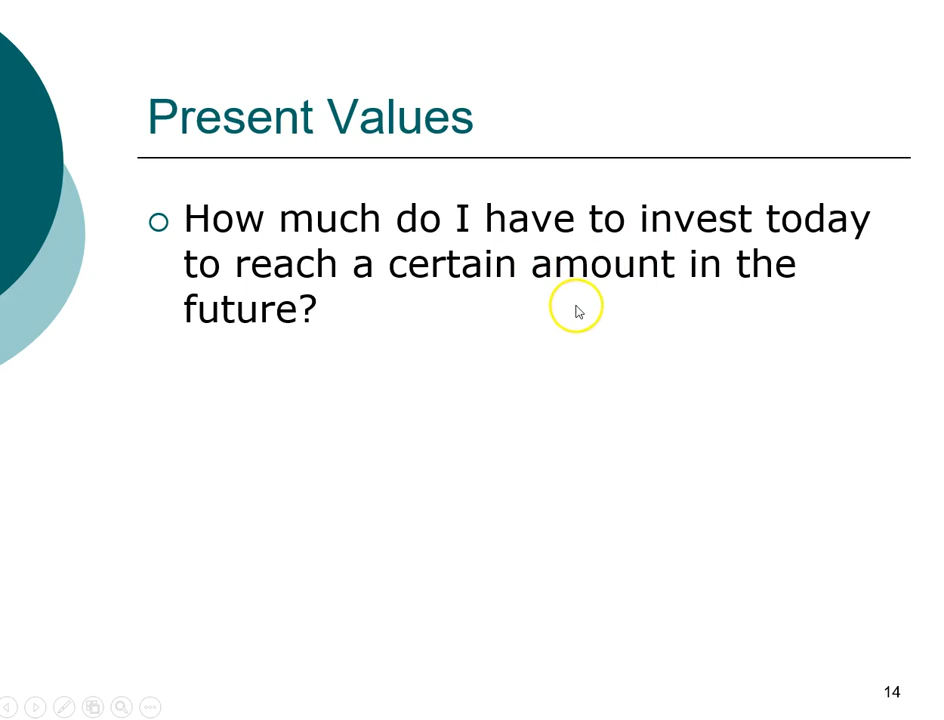 Present Values
How much do I have to invest today
to reach a certain amount in the
future?
14